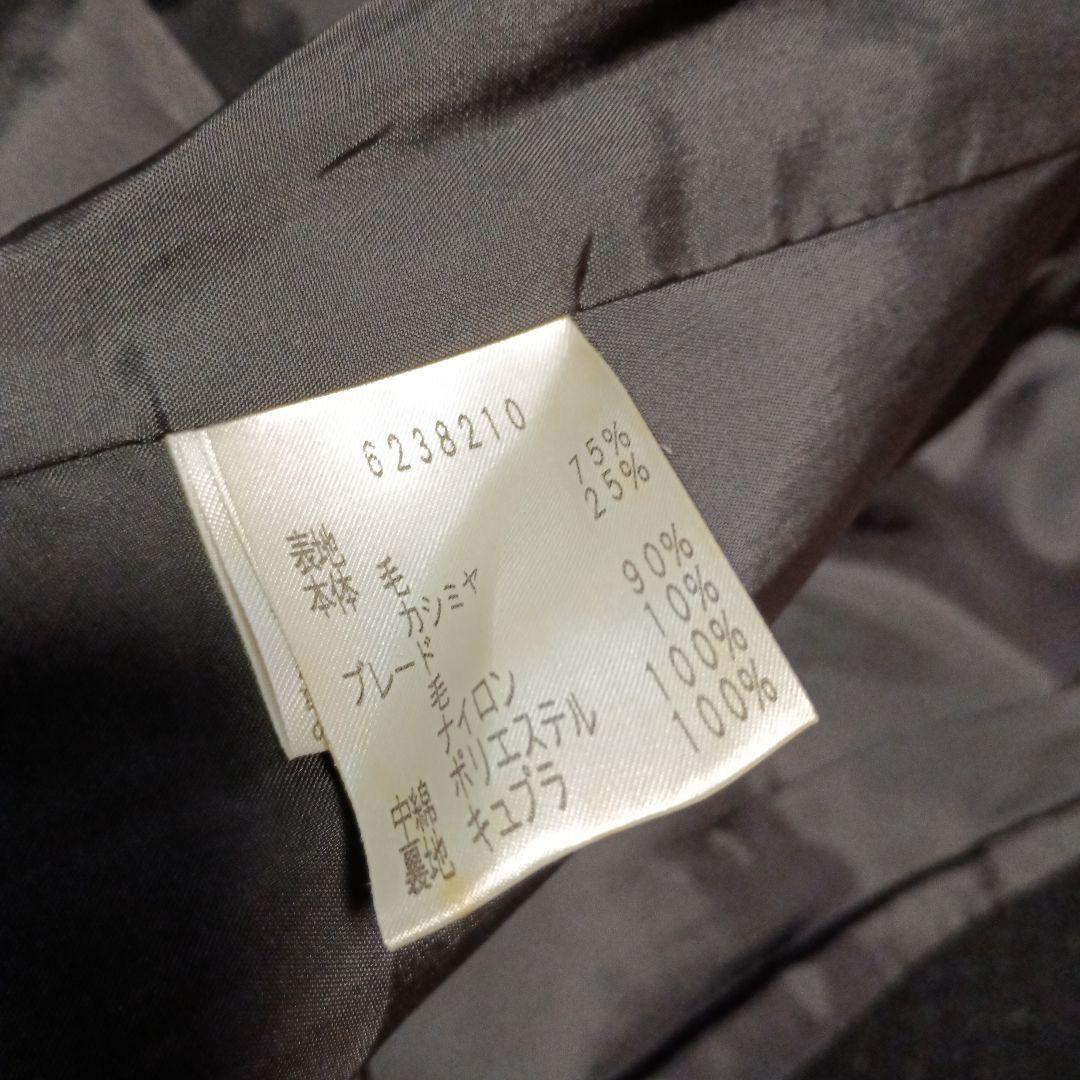 6238210
表地
本体 毛 75%
カシミヤ 25%
ブレード
毛 90%
ナイロン 10%
中綿 ポリエステル 100%
裏地 キュプラ 100%